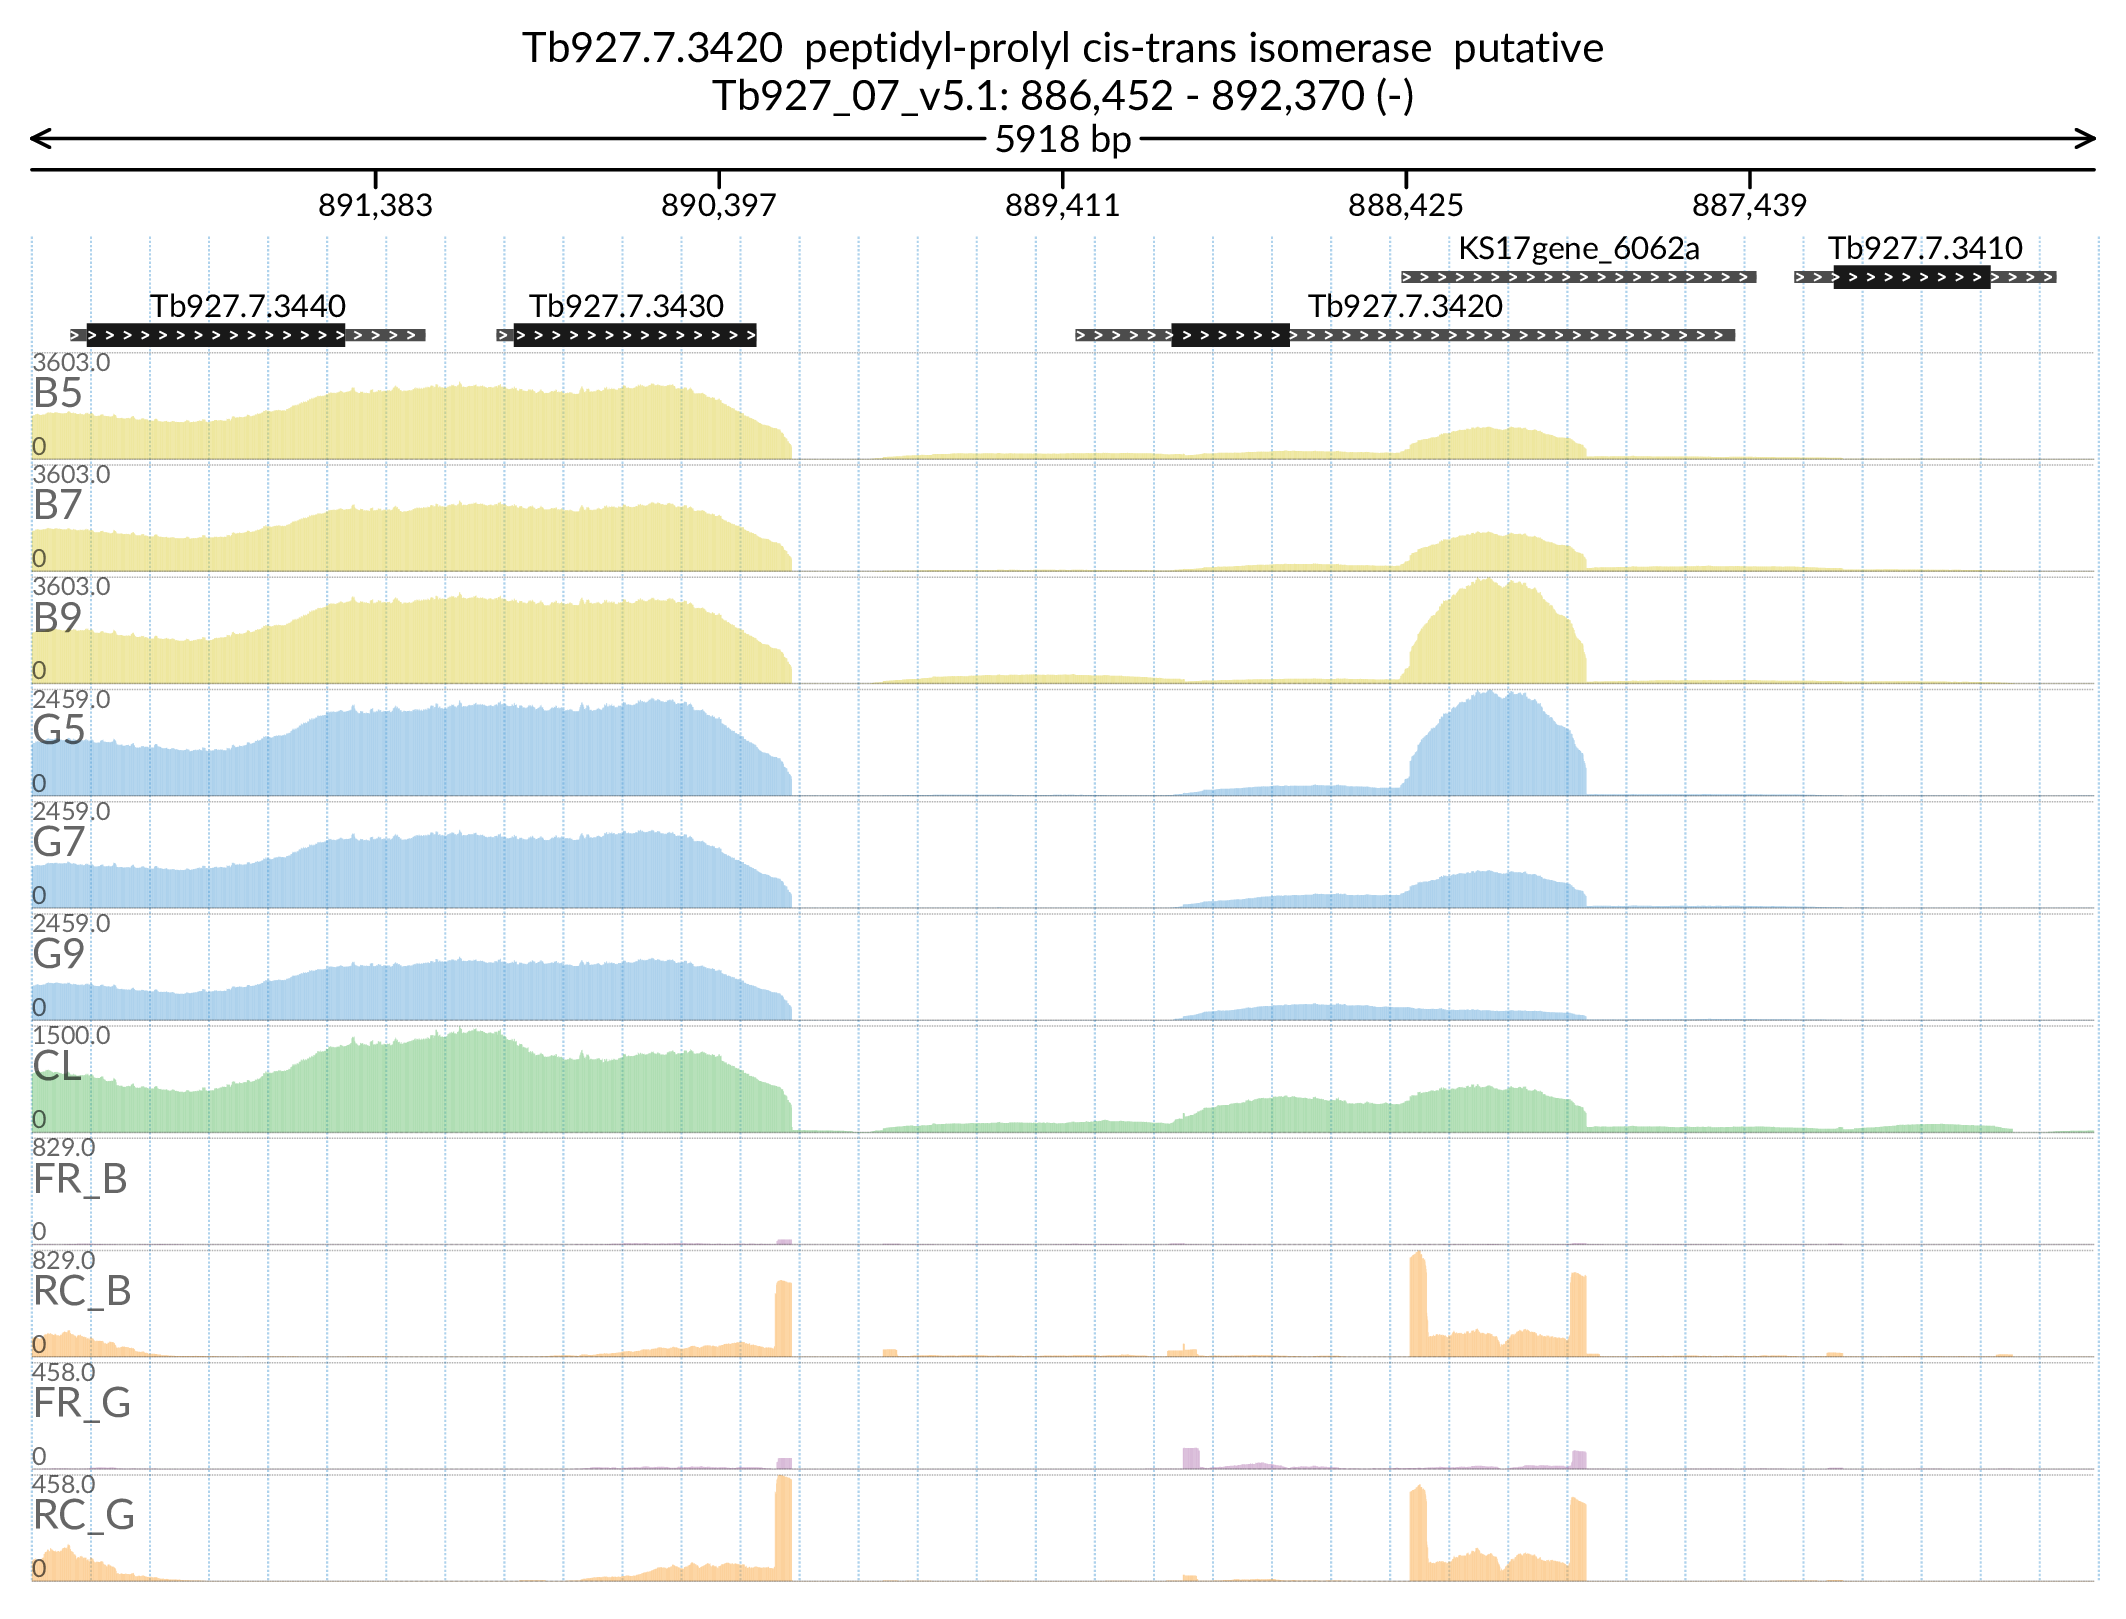 Tb927.7.3420 peptidyl-prolyl cis-trans isomerase putative
Tb927_07_v5.1: 886,452 - 892,370 (-)
5918 bp
891,383 890,397 889,411 888,425 887,439
KS17gene_6062a Tb927.7.3410
Tb927.7.3440 Tb927.7.3430 Tb927.7.3420
3603.0
B5
0
3603.0
B7
0
3603.0
B9
0
2459.0
G5
0
2459.0
G7
0
2459.0
G9
0
1500.0
CL
0
829.0
FR_B
0
829.0
RC_B
0
458.0
FR_G
0
458.0
RC_G
0